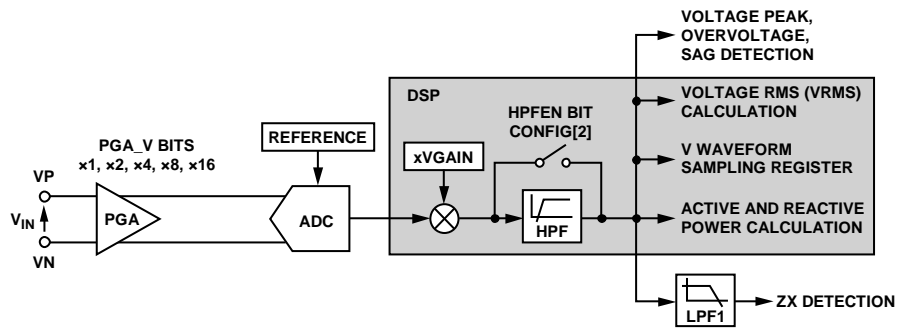 VOLTAGE PEAK,
OVERVOLTAGE,
SAG DETECTION
DSP
VOLTAGE RMS (VRMS)
CALCULATION
HPFEN BIT
CONFIG[2]
PGA_V BITS
×1, ×2, ×4, ×8, ×16
REFERENCE
xVGAIN
V WAVEFORM
SAMPLING REGISTER
VP
VIN
VN
PGA
ADC
HPF
ACTIVE AND REACTIVE
POWER CALCULATION
LPF1
ZX DETECTION